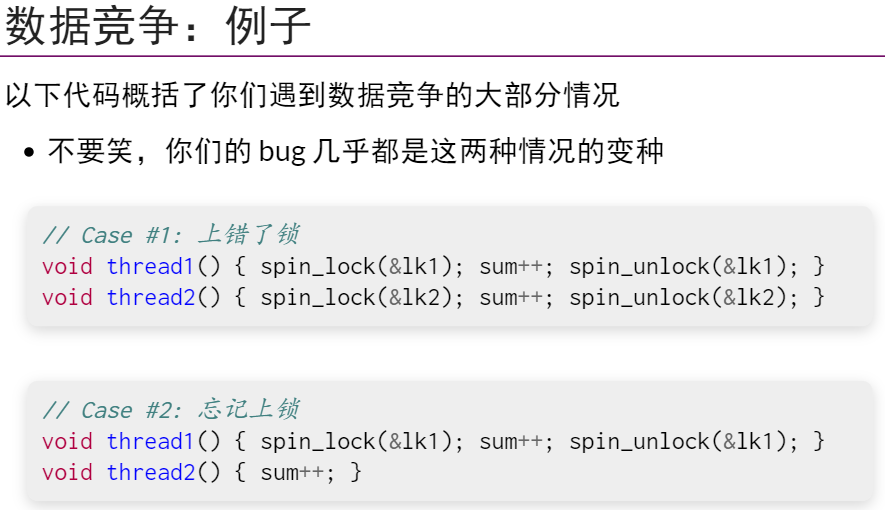 数据竞争：例子
以下代码概括了你们遇到数据竞争的大部分情况
• 不要笑，你们的 bug 几乎都是这两种情况的变种
// Case #1: 上错了锁
void thread1() { spin_lock(&lk1); sum++; spin_unlock(&lk1); }
void thread2() { spin_lock(&lk2); sum++; spin_unlock(&lk2); }
// Case #2: 忘记上锁
void thread1() { spin_lock(&lk1); sum++; spin_unlock(&lk1); }
void thread2() { sum++; }